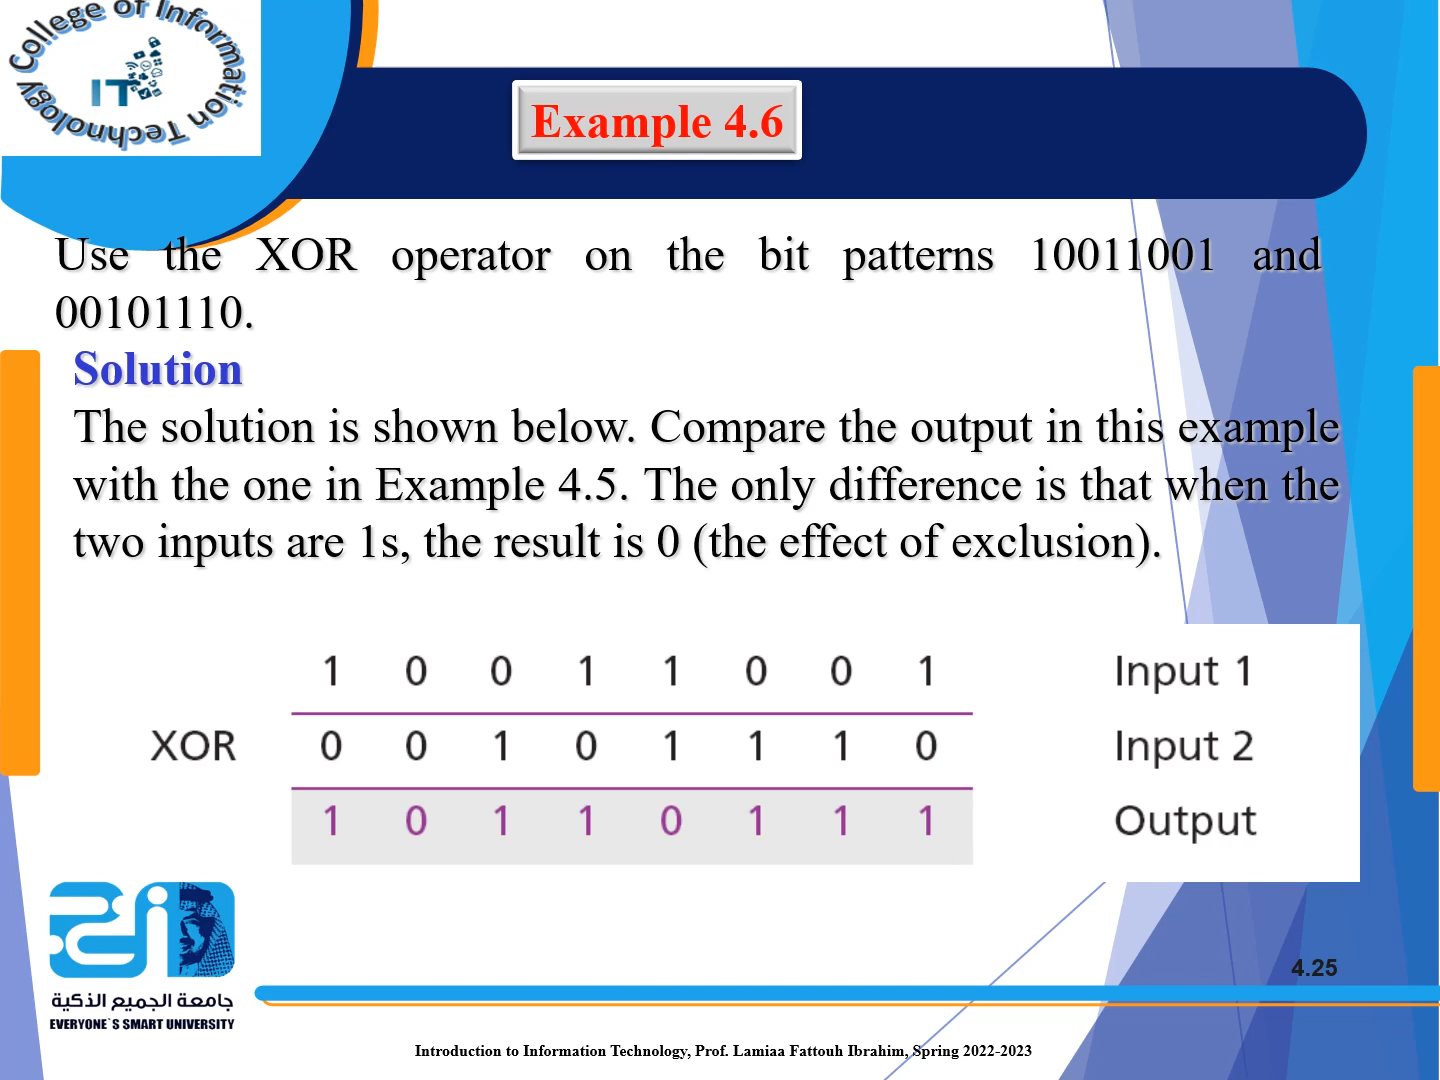 College of Information Technology
IT
Example 4.6
Use the XOR operator on the bit patterns 10011001 and
00101110.
Solution
The solution is shown below. Compare the output in this example
with the one in Example 4.5. The only difference is that when the
two inputs are 1s, the result is 0 (the effect of exclusion).
1 0 0 1 1 0 0 1 Input 1
XOR 0 0 1 0 1 1 1 0 Input 2
1 0 1 1 0 1 1 1 Output
4.25
جامعة الجميع الذكية
EVERYONE`S SMART UNIVERSITY
Introduction to Information Technology, Prof. Lamiaa Fattouh Ibrahim, Spring 2022-2023